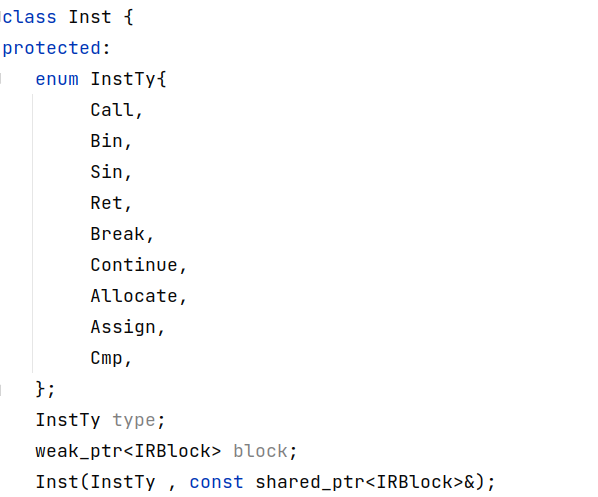 class Inst {
protected:
   enum InstTy{
        Call,
        Bin,
        Sin,
        Ret,
        Break,
        Continue,
        Allocate,
        Assign,
        Cmp,
   };
   InstTy type;
   weak_ptr<IRBlock> block;
   Inst(InstTy , const shared_ptr<IRBlock>&);